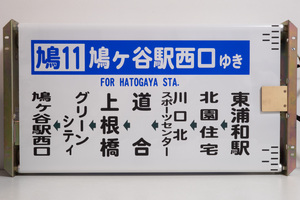 鳩11 鳩ヶ谷駅西口ゆき
FOR HATOGAYA STA.
東浦和駅
北園住宅
川口北
スポーツセンター
道合
上根橋
グリーン
シティ
鳩ヶ谷駅西口